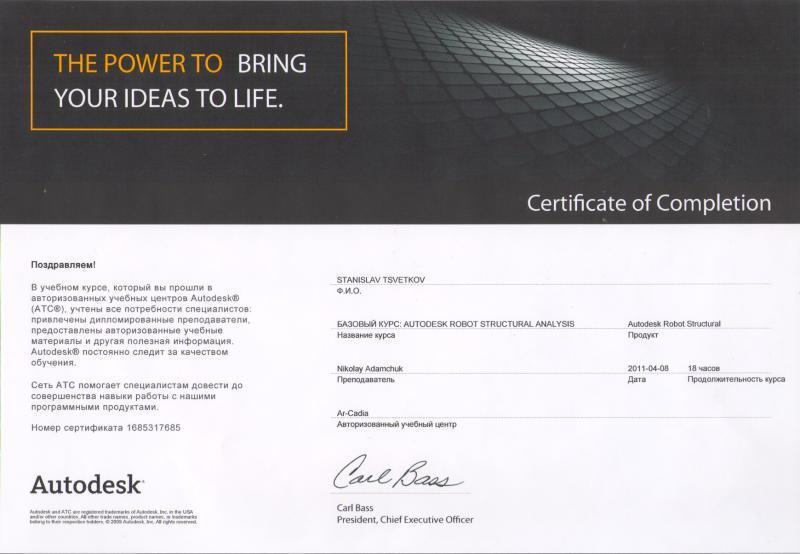 THE POWER TO BRING
YOUR IDEAS TO LIFE.
Certificate of Completion
Поздравляем!
В учебном курсе, который вы прошли в
авторизованных учебных центров Autodesk®
(АТС®), учтены все потребности специалистов:
привлечены дипломированные преподаватели,
предоставлены авторизованные учебные
материалы и другая полезная информация.
Autodesk® постоянно следит за качеством
обучения.
Сеть АТС помогает специалистам довести до
совершенства навыки работы с нашими
программными продуктами.
Номер сертификата 1685317685
STANISLAV TSVETKOV
Ф.И.О.
БАЗОВЫЙ КУРС: AUTODESK ROBOT STRUCTURAL ANALYSIS Autodesk Robot Structural
Название курса Продукт
Nikolay Adamchuk 2011-04-08 18 часов
Преподаватель Дата Продолжительность курса
Ar-Cadia
Авторизованный учебный центр
Carl Bass
Carl Bass
President, Chief Executive Officer
Autodesk®
Autodesk and ATC are registered trademarks of Autodesk, Inc. in the USA
and/or other countries. All other trade names, product names, or trademarks
belong to their respective holders. © 2009 Autodesk, Inc. All rights reserved.